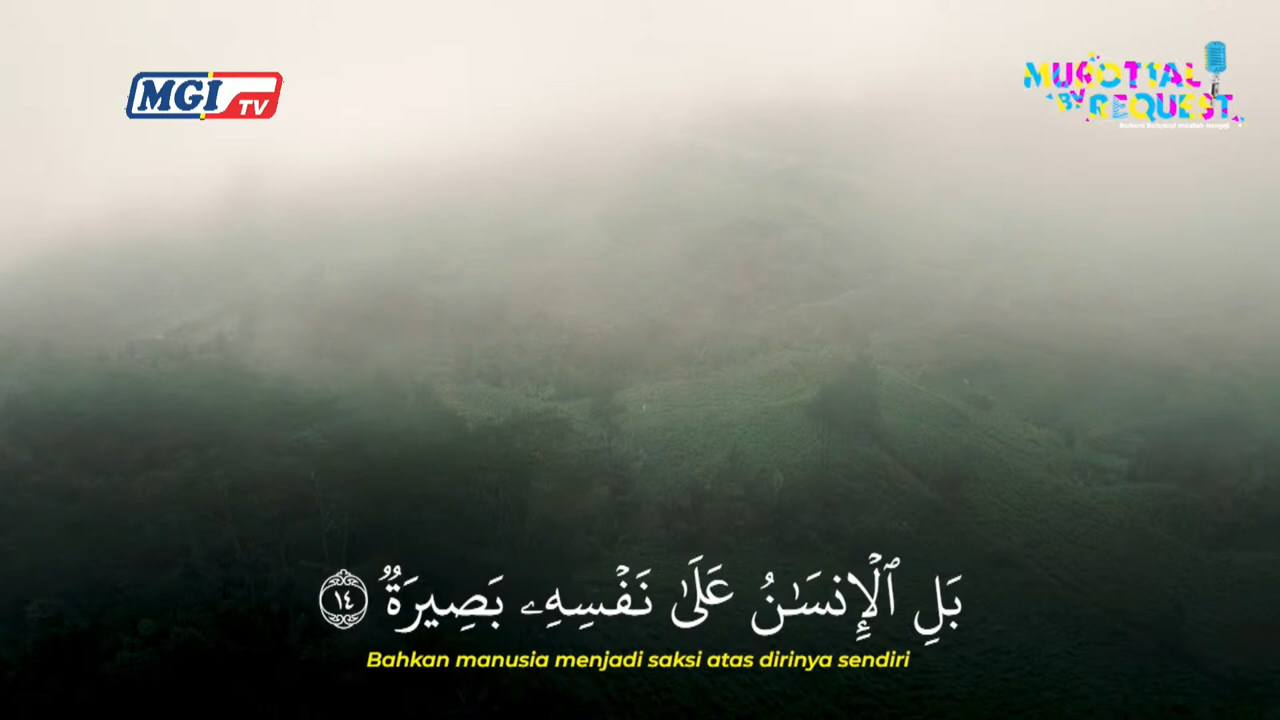 MGI TV
MUROTTAL
BY REQUEST
بَلِ ٱلْإِنسَـٰنُ عَلَىٰ نَفْسِهِۦ بَصِيرَةٌ ١٤
Bahkan manusia menjadi saksi atas dirinya sendiri